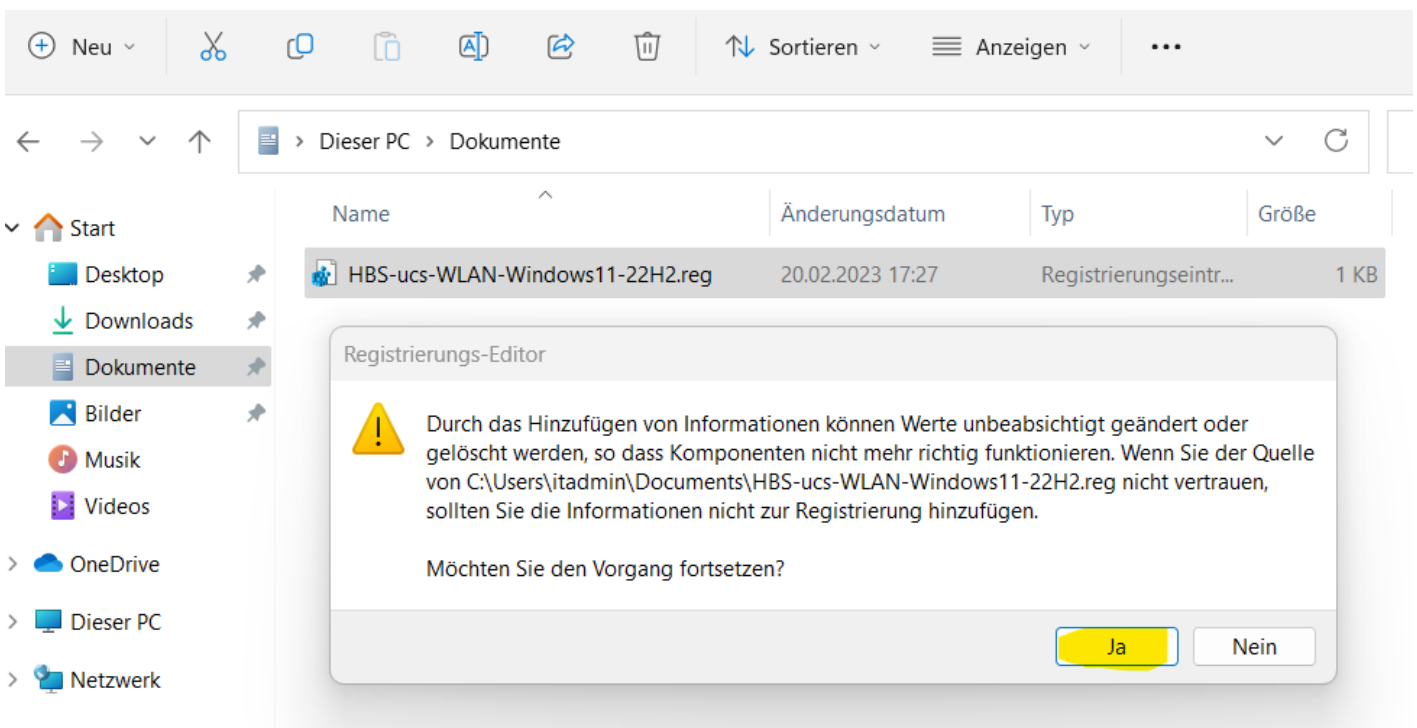 Neu
Sortieren
Anzeigen
Dieser PC > Dokumente
Name
Änderungsdatum
Typ
Größe
Start
Desktop
Downloads
Dokumente
Bilder
Musik
Videos
OneDrive
Dieser PC
Netzwerk
HBS-ucs-WLAN-Windows11-22H2.reg
20.02.2023 17:27
Registrierungseintr...
1 KB
Registrierungs-Editor
Durch das Hinzufügen von Informationen können Werte unbeabsichtigt geändert oder
gelöscht werden, so dass Komponenten nicht mehr richtig funktionieren. Wenn Sie der Quelle
von C:\Users\itadmin\Documents\HBS-ucs-WLAN-Windows11-22H2.reg nicht vertrauen,
sollten Sie die Informationen nicht zur Registrierung hinzufügen.
Möchten Sie den Vorgang fortsetzen?
Ja
Nein